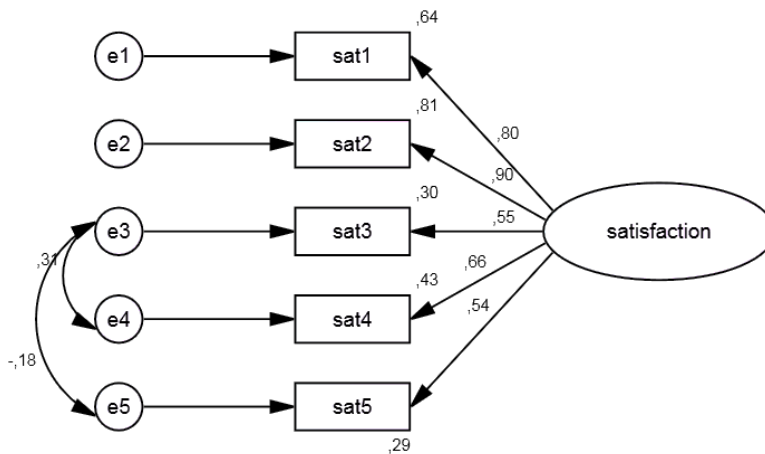 ,64
e1
sat1
,81
,80
e2
sat2
,90
,30
e3
sat3
,55
satisfaction
,31
,66
,43
e4
sat4
,54
-,18
e5
sat5
,29